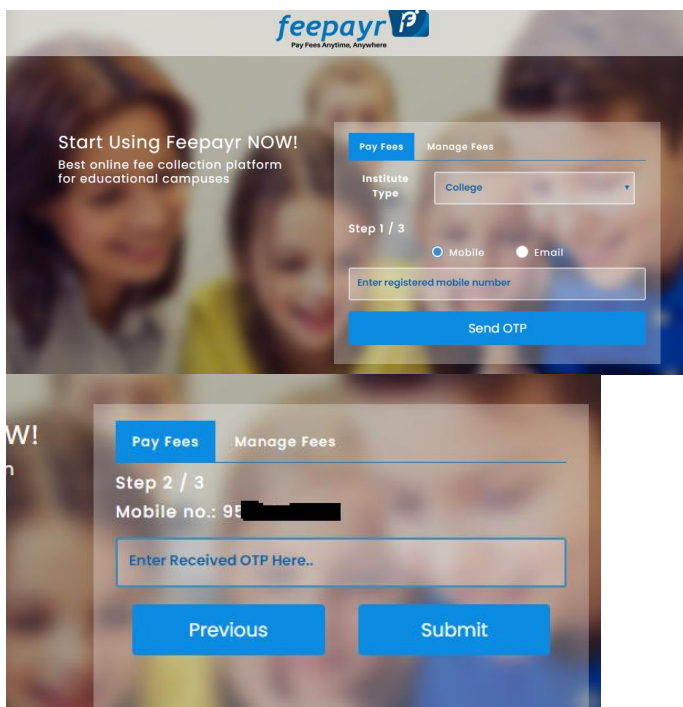 feepayr
Pay Fees Anytime, Anywhere
Start Using Feepayr NOW!
Best online fee collection platform
for educational campuses
Pay Fees Manage Fees
Institute
Type
College
Step 1 / 3
Mobile Email
Enter registered mobile number
Send OTP
W!
n
Pay Fees Manage Fees
Step 2 / 3
Mobile no.: 95
Enter Received OTP Here..
Previous Submit